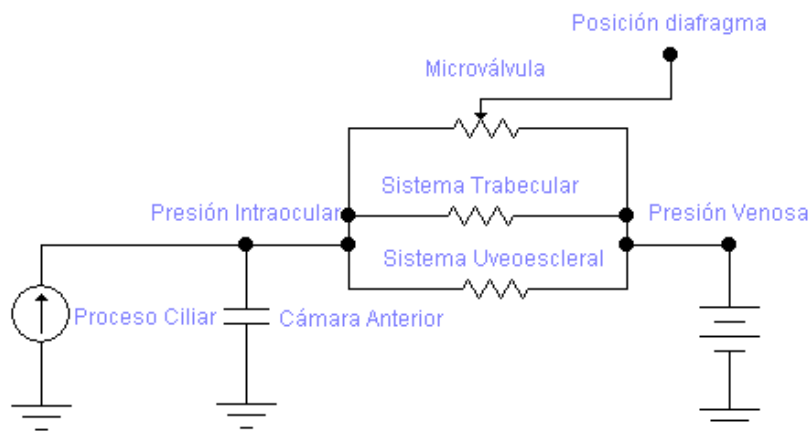 Posición diafragma
Microválvula
Sistema Trabecular
Presión Intraocular
Presión Venosa
Sistema Uveoescleral
Proceso Ciliar
Cámara Anterior